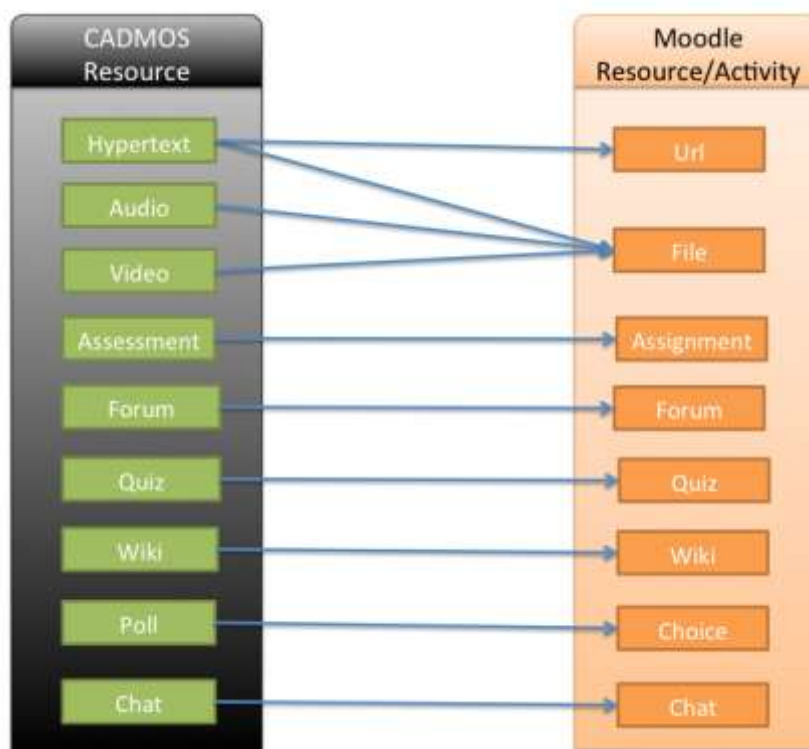 CADMOS
Resource
Hypertext
Audio
Video
Assessment
Forum
Quiz
Wiki
Poll
Chat
Moodle
Resource/Activity
Url
File
Assignment
Forum
Quiz
Wiki
Choice
Chat